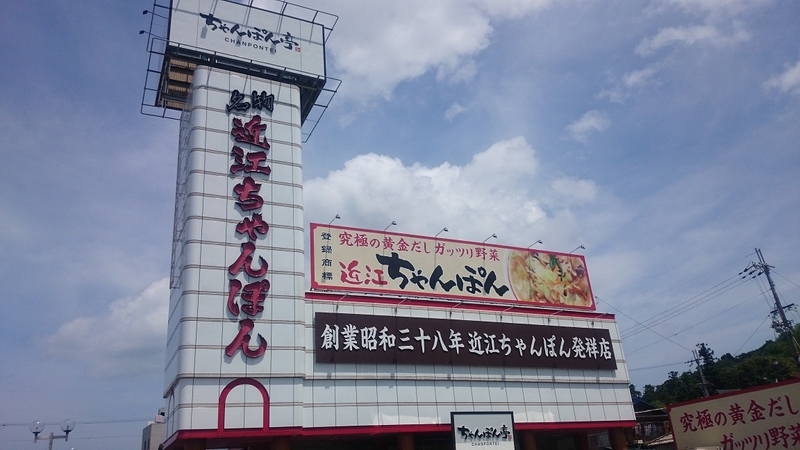 ちゃんぽん亭
CHANPONTEI
名物
近江ちゃんぽん
登録商標
究極の黄金だし ガッツリ野菜
近江ちゃんぽん
創業昭和三十八年 近江ちゃんぽん発祥店
ちゃんぽん亭
CHANPONTEI
究極の黄金だし
ガッツリ野菜